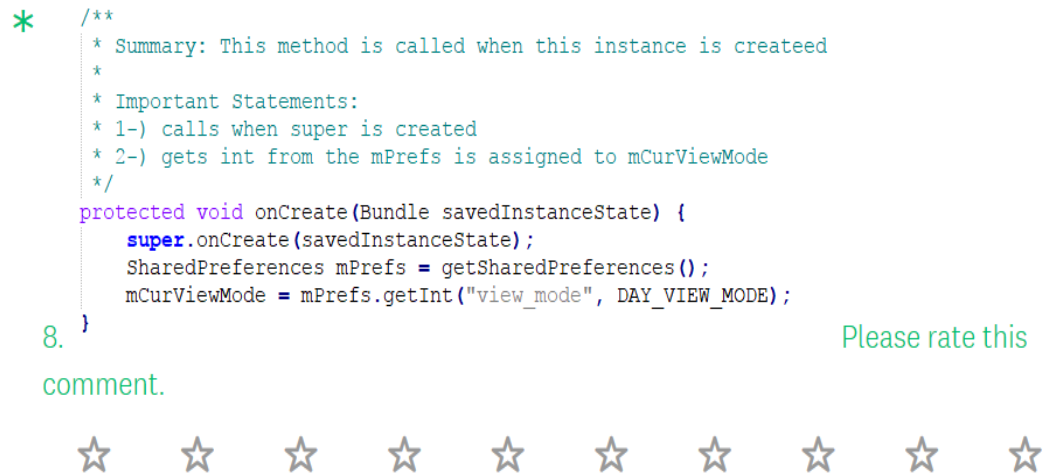 * /**
* Summary: This method is called when this instance is createed
*
* Important Statements:
* 1-) calls when super is created
* 2-) gets int from the mPrefs is assigned to mCurViewMode
*/
protected void onCreate(Bundle savedInstanceState) {
super.onCreate(savedInstanceState);
SharedPreferences mPrefs = getSharedPreferences();
mCurViewMode = mPrefs.getInt("view_mode", DAY_VIEW_MODE);
}
8. Please rate this
comment.